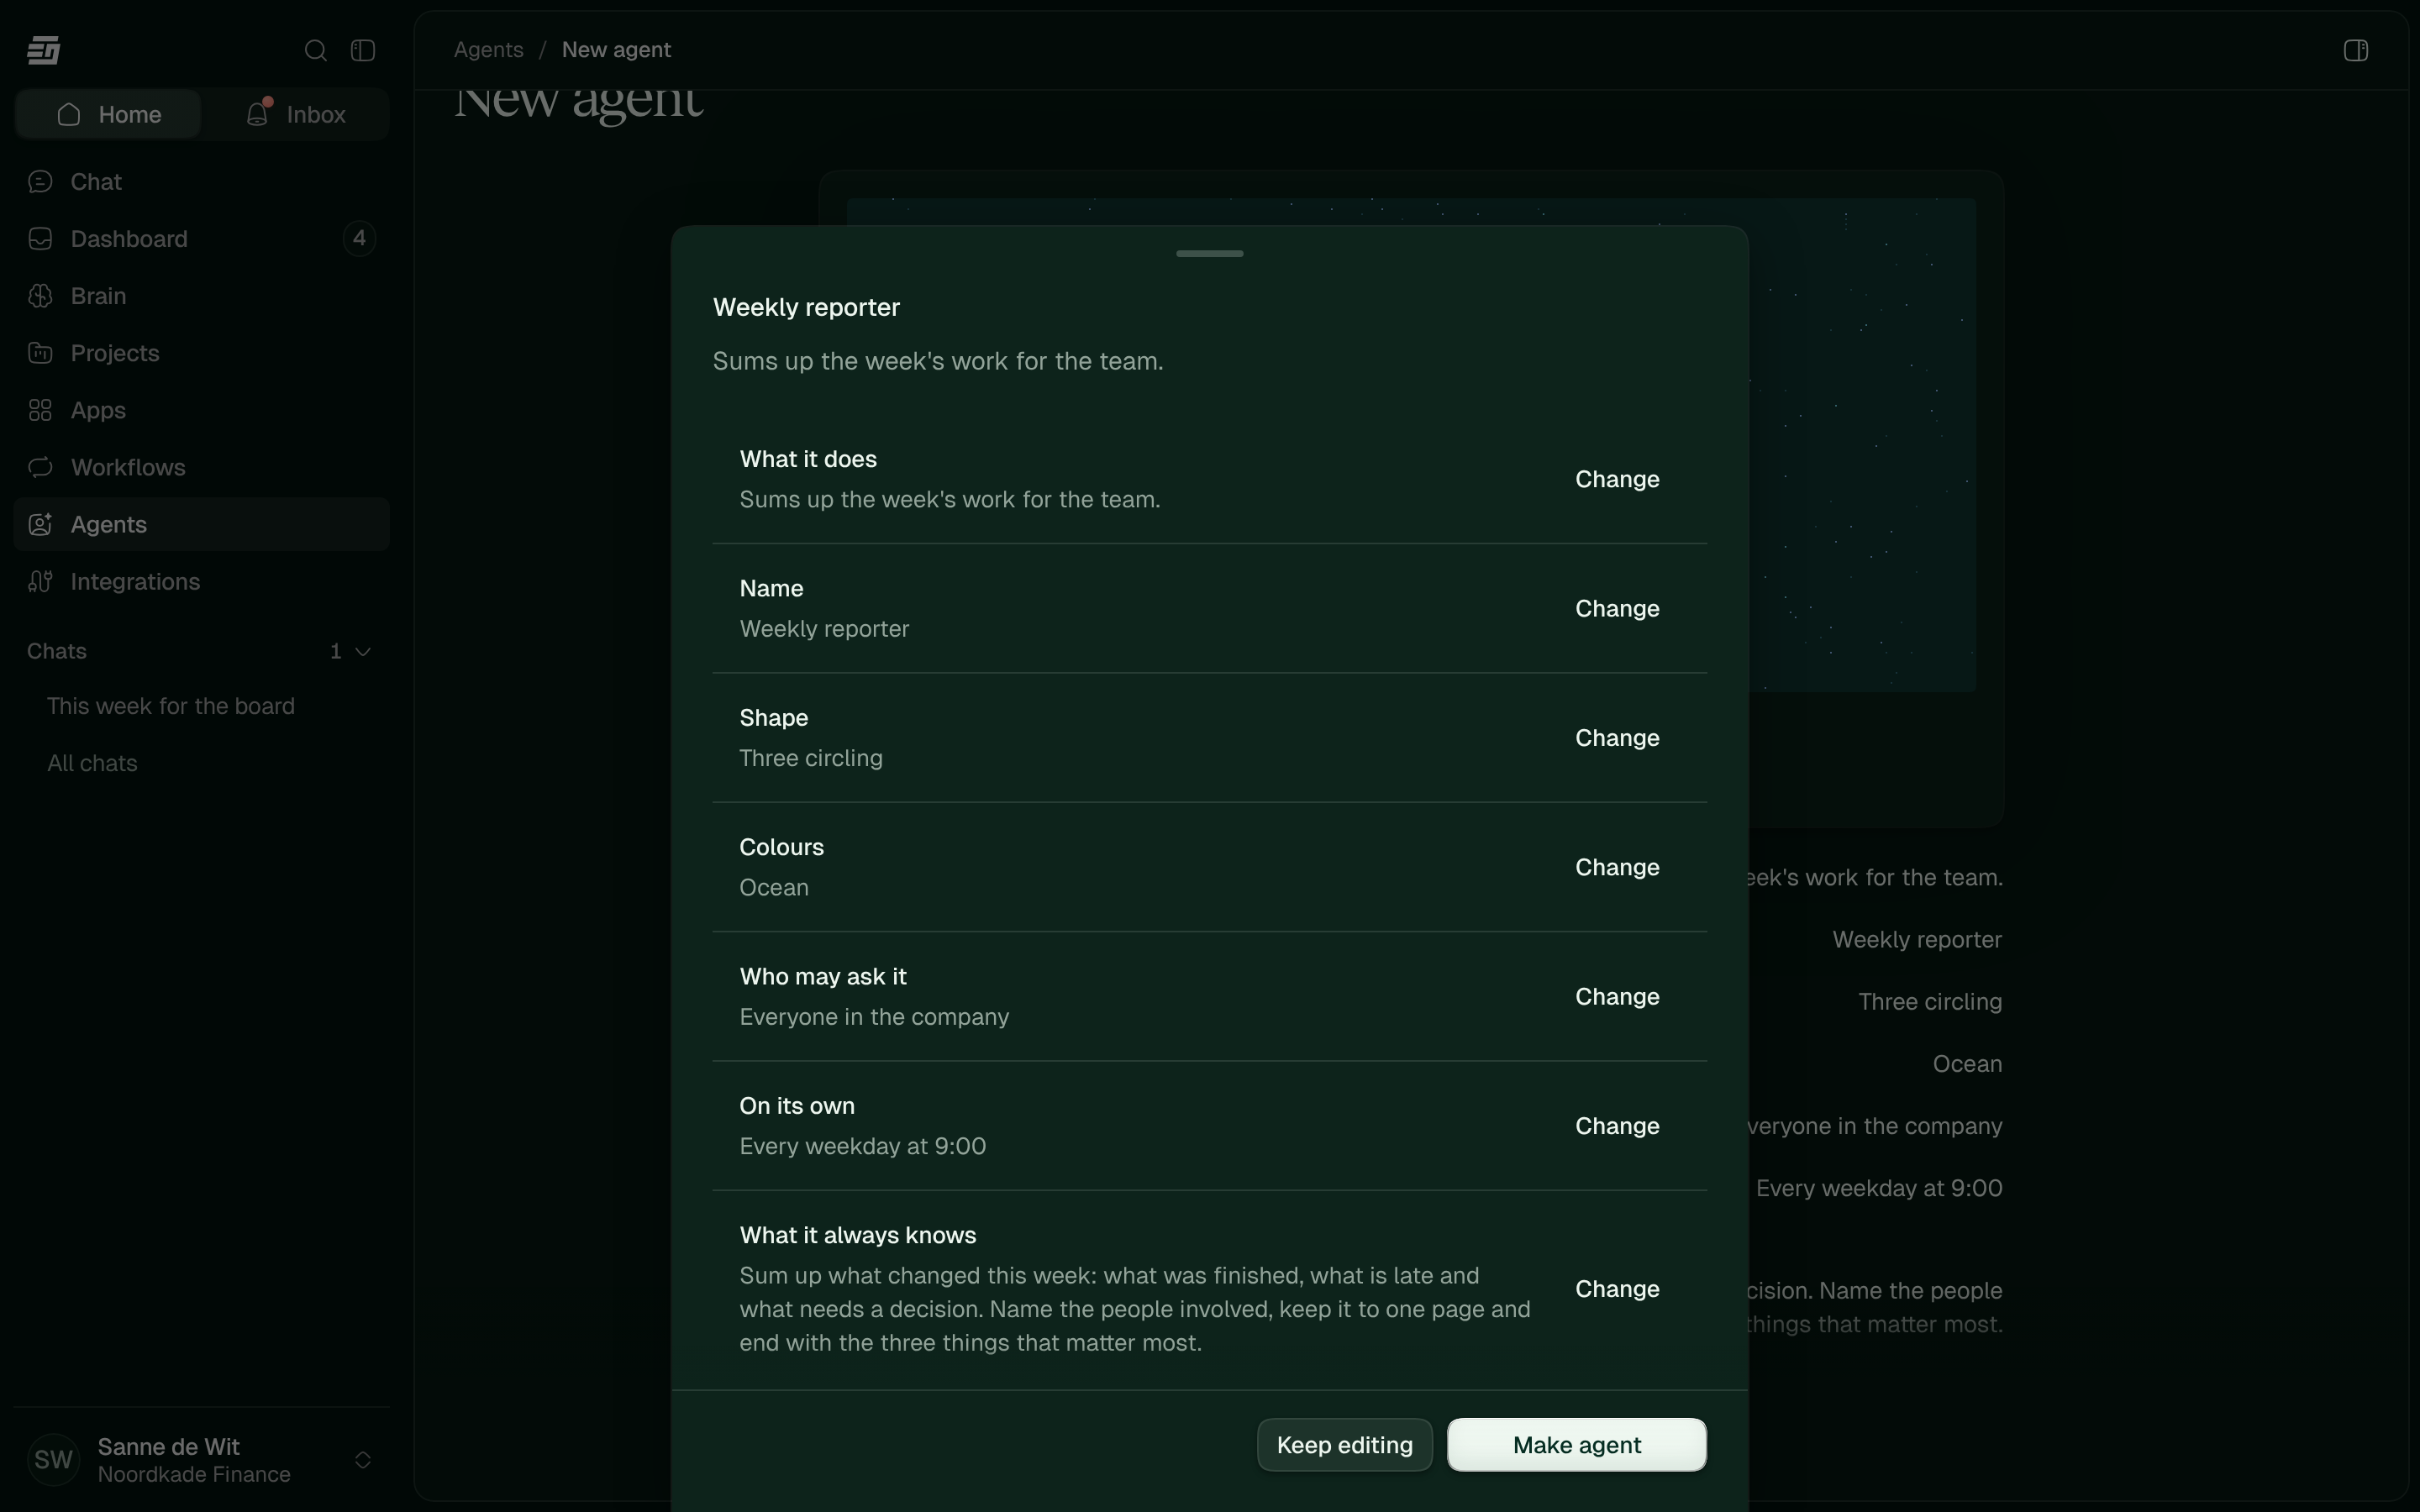 Agents / New agent
New agent
Home
Inbox
Chat
Dashboard
4
Brain
Projects
Apps
Workflows
Agents
Integrations
Chats
1
This week for the board
All chats
SW
Sanne de Wit
Noordkade Finance
Weekly reporter
Sums up the week's work for the team.
What it does
Sums up the week's work for the team.
Change
Name
Weekly reporter
Change
Shape
Three circling
Change
Colours
Ocean
Change
Who may ask it
Everyone in the company
Change
On its own
Every weekday at 9:00
Change
What it always knows
Sum up what changed this week: what was finished, what is late and
what needs a decision. Name the people involved, keep it to one page and
end with the three things that matter most.
Change
Keep editing
Make agent
work for the team.
Weekly reporter
Three circling
Ocean
in the company
Every weekday at 9:00
Name the people
things that matter most.